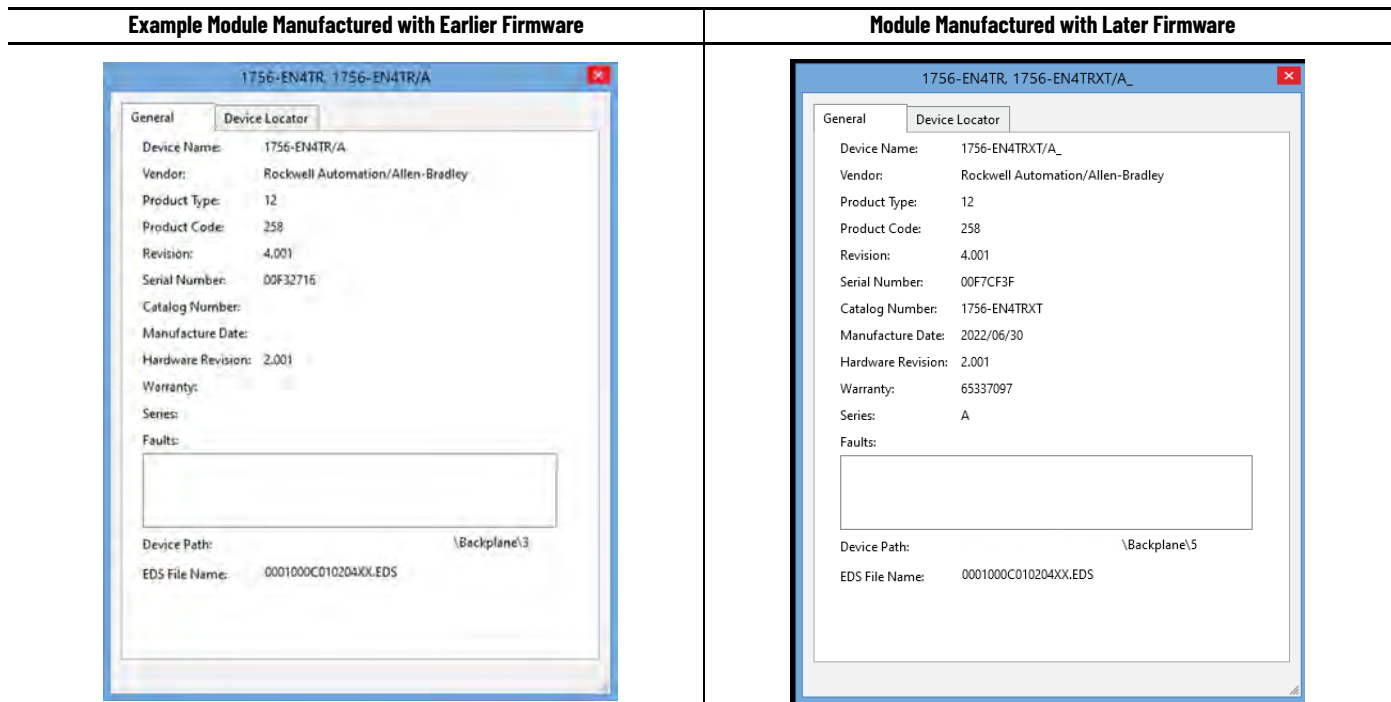 Example Module Manufactured with Earlier Firmware
Module Manufactured with Later Firmware
1756-EN4TR, 1756-EN4TR/A
General
Device Locator
Device Name: 1756-EN4TR/A
Vendor: Rockwell Automation/Allen-Bradley
Product Type: 12
Product Code: 258
Revision: 4.001
Serial Number: 00F32716
Catalog Number:
Manufacture Date:
Hardware Revision: 2.001
Warranty:
Series:
Faults:
Device Path: \Backplane\3
EDS File Name: 0001000C010204XX.EDS
1756-EN4TR, 1756-EN4TRXT/A_
General
Device Locator
Device Name: 1756-EN4TRXT/A_
Vendor: Rockwell Automation/Allen-Bradley
Product Type: 12
Product Code: 258
Revision: 4.001
Serial Number: 00F7CF3F
Catalog Number: 1756-EN4TRXT
Manufacture Date: 2022/06/30
Hardware Revision: 2.001
Warranty: 65337097
Series: A
Faults:
Device Path: \Backplane\5
EDS File Name: 0001000C010204XX.EDS